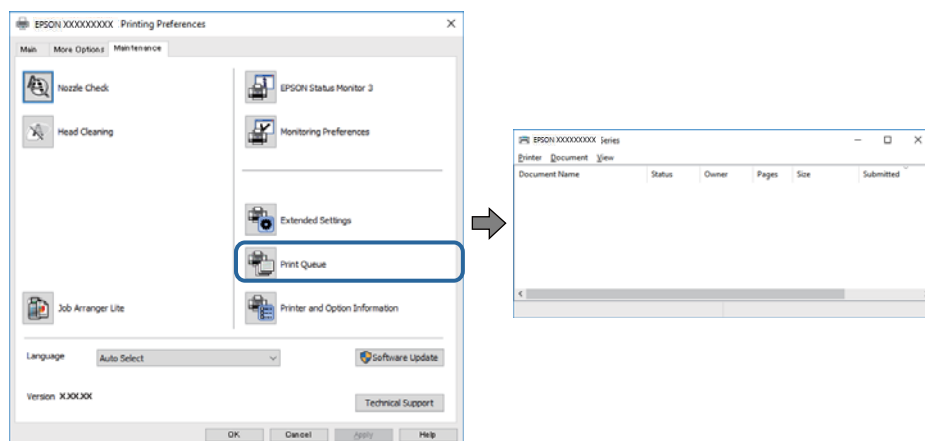 EPSON XXXXXXXXX Printing Preferences
Main More Options Maintenance
Nozzle Check
EPSON Status Monitor 3
Head Cleaning
Monitoring Preferences
Extended Settings
Print Queue
Job Arranger Lite
Printer and Option Information
Language Auto Select Software Update
Version X.XX.XX
Technical Support
OK Cancel Apply Help
EPSON XXXXXXXXX Series
Printer Document View
Document Name Status Owner Pages Size Submitted